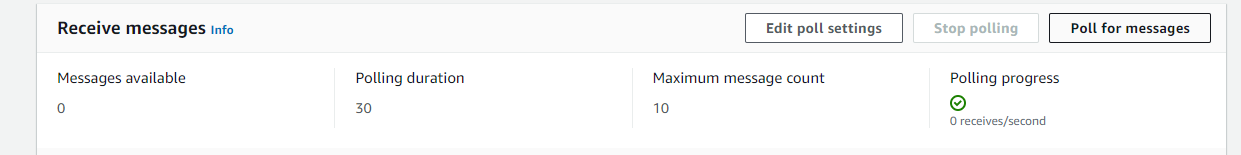 Receive messages Info
Edit poll settings
Stop polling
Poll for messages
Messages available
0
Polling duration
30
Maximum message count
10
Polling progress
0 receives/second